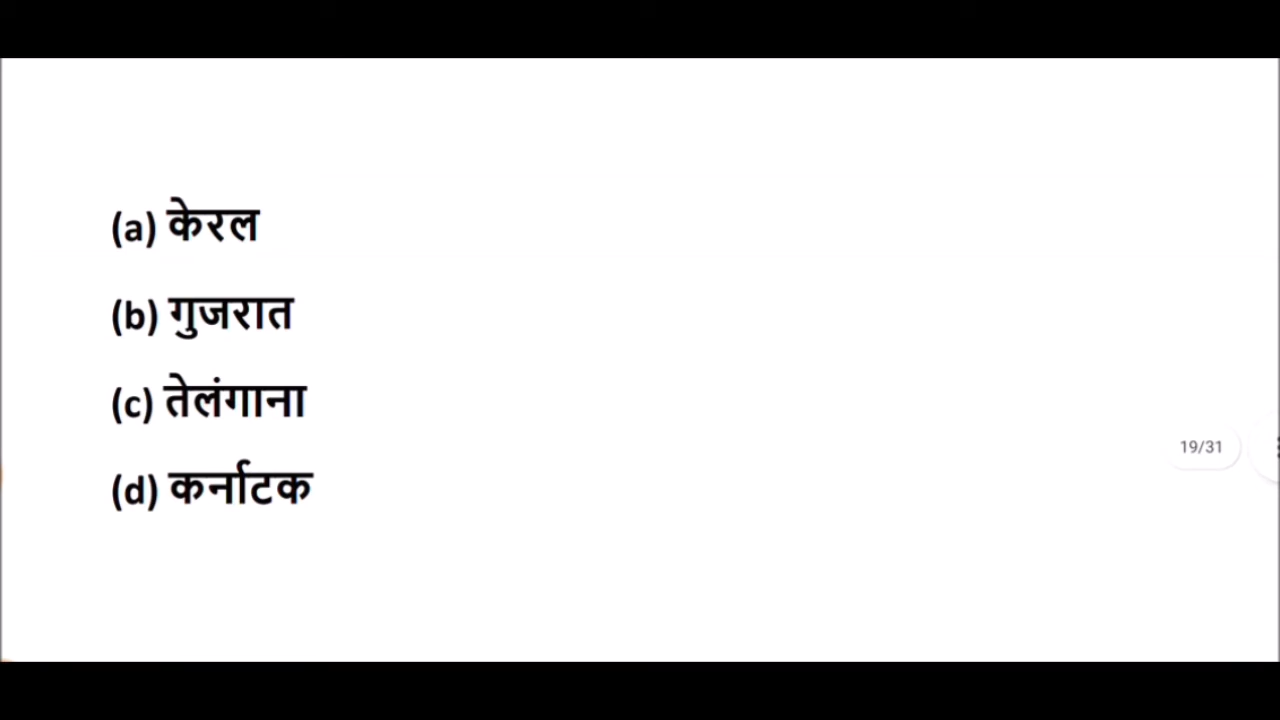 (a) केरल
(b) गुजरात
(c) तेलंगाना
19/31
(d) कर्नाटक